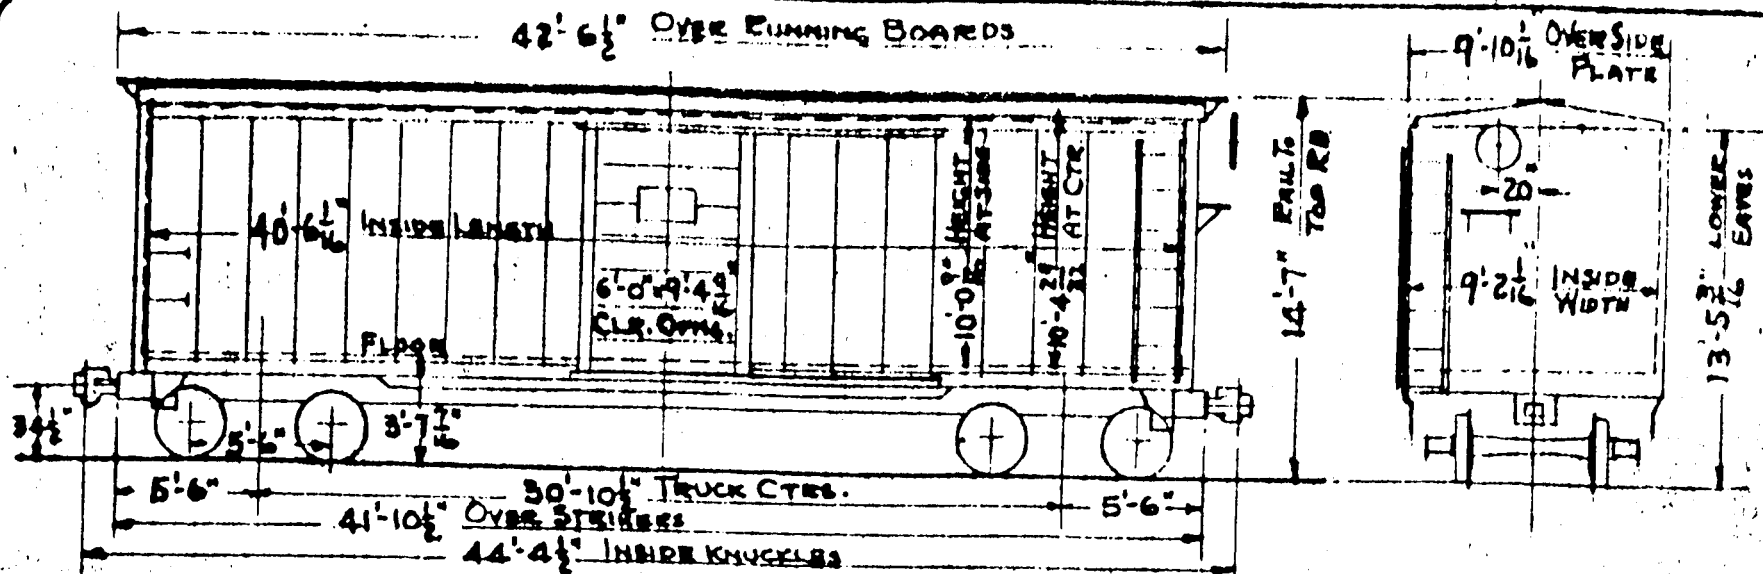 42'-6½" OVER RUNNING BOARDS
9'-10 1/16 OVER SIDE
PLATE
40'-6 1/16" INSIDE LENGTH
6'-0" x 9'-4
CLR. OPNG.
10'-0 9/16" HEIGHT
AT SIDE
10'-4 29/32" HEIGHT
AT CTR.
14'-7" RAIL TO
TOP RB
20"
9'-2 1/16" INSIDE
WIDTH
13'-5 3/16" LOWER
EAVES
FLOOR
34½"
5'-6"
3'-7 7/16"
5'-6"
30'-10½" TRUCK CTRS.
5'-6"
41'-10½" OVER STRIKERS
44'-4½" INSIDE KNUCKLES